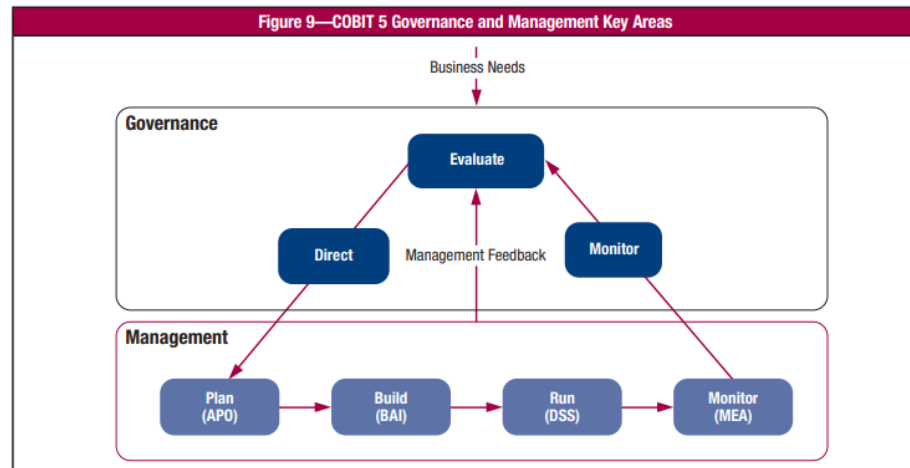 Figure 9—COBIT 5 Governance and Management Key Areas
Business Needs
Governance
Evaluate
Direct
Management Feedback
Monitor
Management
Plan
(APO)
Build
(BAI)
Run
(DSS)
Monitor
(MEA)